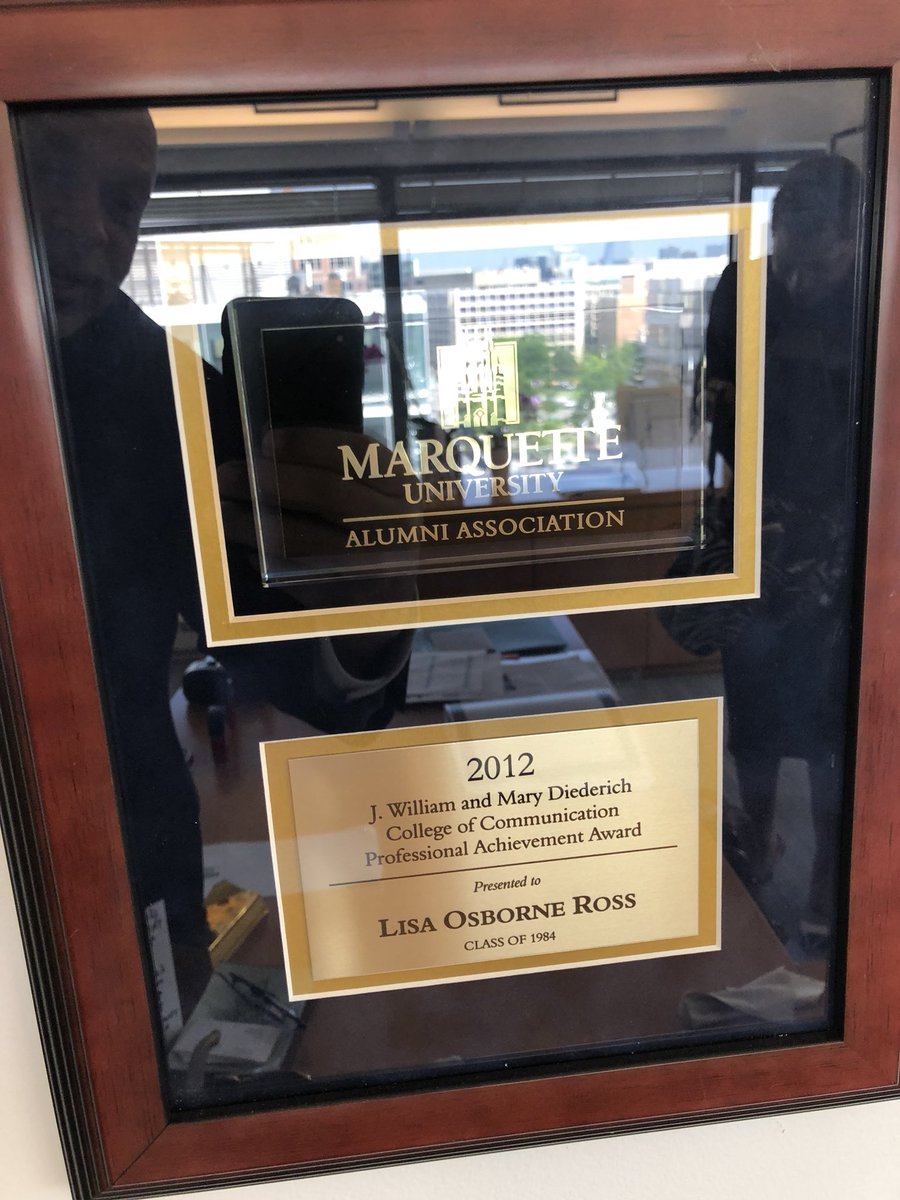 MARQUETTE
UNIVERSITY
ALUMNI ASSOCIATION
2012
J. William and Mary Diederich
College of Communication
Professional Achievement Award
Presented to
LISA OSBORNE ROSS
CLASS OF 1984